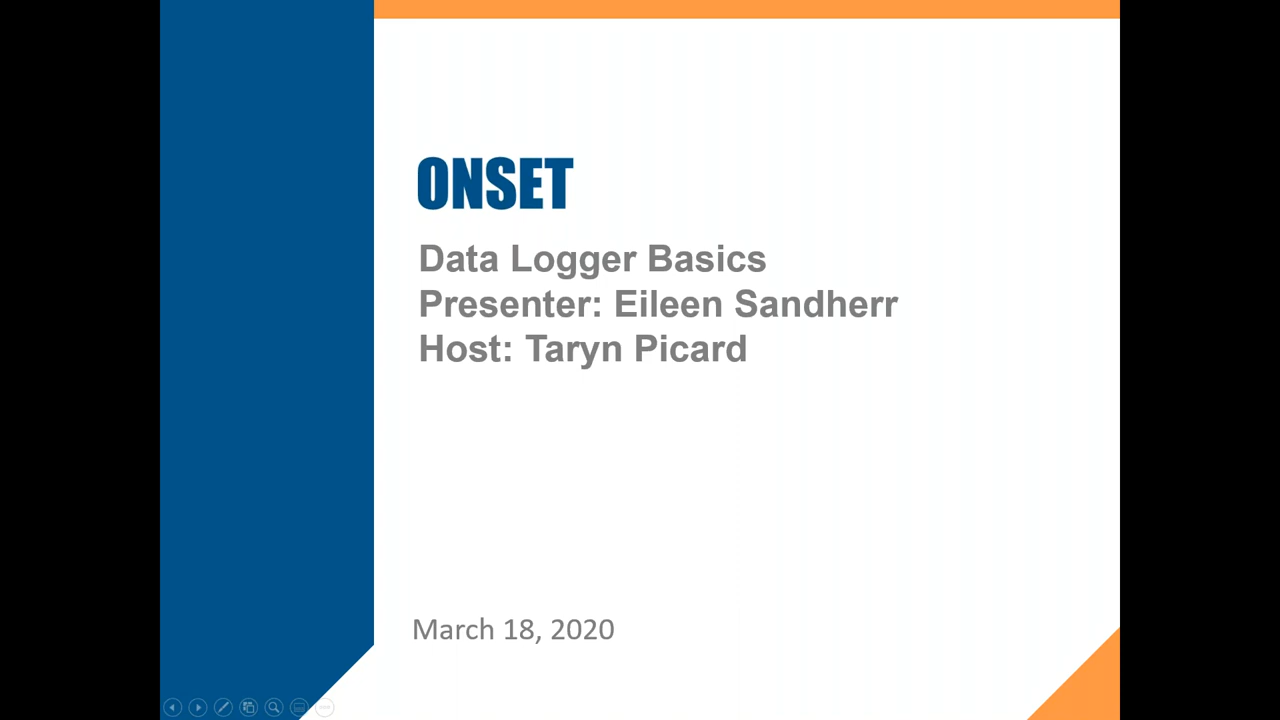 ONSET
Data Logger Basics
Presenter: Eileen Sandherr
Host: Taryn Picard
March 18, 2020